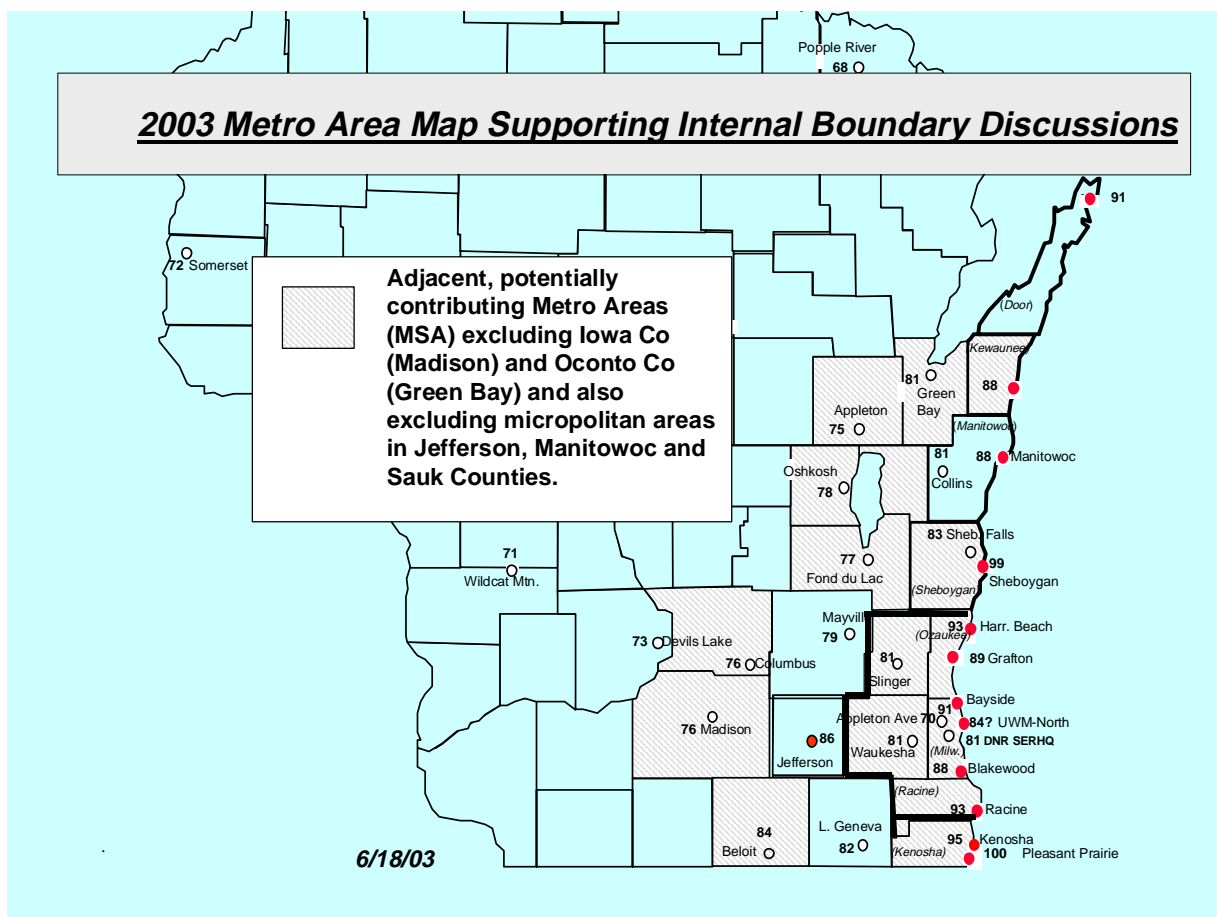 Popple River
68
2003 Metro Area Map Supporting Internal Boundary Discussions
91
72 Somerset
Adjacent, potentially
contributing Metro Areas
(MSA) excluding Iowa Co
(Madison) and Oconto Co
(Green Bay) and also
excluding micropolitan areas
in Jefferson, Manitowoc and
Sauk Counties.
(Door)
(Kewaunee)
81
Green
Bay
88
Appleton
75
(Manitowoc)
81
88
Manitowoc
Collins
Oshkosh
78
83 Sheb. Falls
99
Sheboygan
71
Wildcat Mtn.
77
Fond du Lac
(Sheboygan)
Mayvill
79
93
Harr. Beach
(Ozaukee)
73
Devils Lake
76
Columbus
81
Slinger
89 Grafton
Bayside
91
Appleton Ave 70
84? UWM-North
76 Madison
86
Jefferson
81
Waukesha
(Milw.)
81 DNR SERHQ
88
Blakewood
(Racine)
93
Racine
84
Beloit
L. Geneva
82
95
Kenosha
(Kenosha)
100
Pleasant Prairie
6/18/03